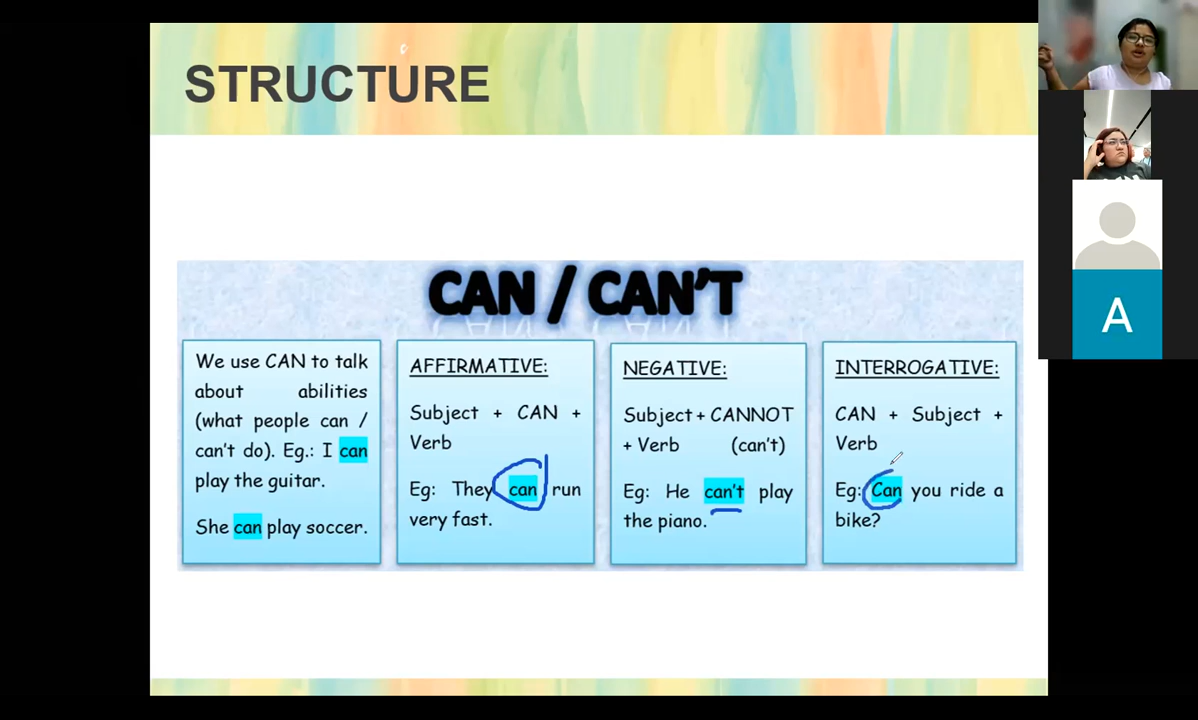 STRUCTURE
CAN / CAN'T
We use CAN to talk
about abilities
(what people can /
can't do). Eg.: I can
play the guitar.
She can play soccer.
AFFIRMATIVE:
Subject + CAN +
Verb
Eg: They can run
very fast.
NEGATIVE:
Subject + CANNOT
+ Verb (can't)
Eg: He can't play
the piano.
INTERROGATIVE:
CAN + Subject +
Verb
Eg: Can you ride a
bike?
A